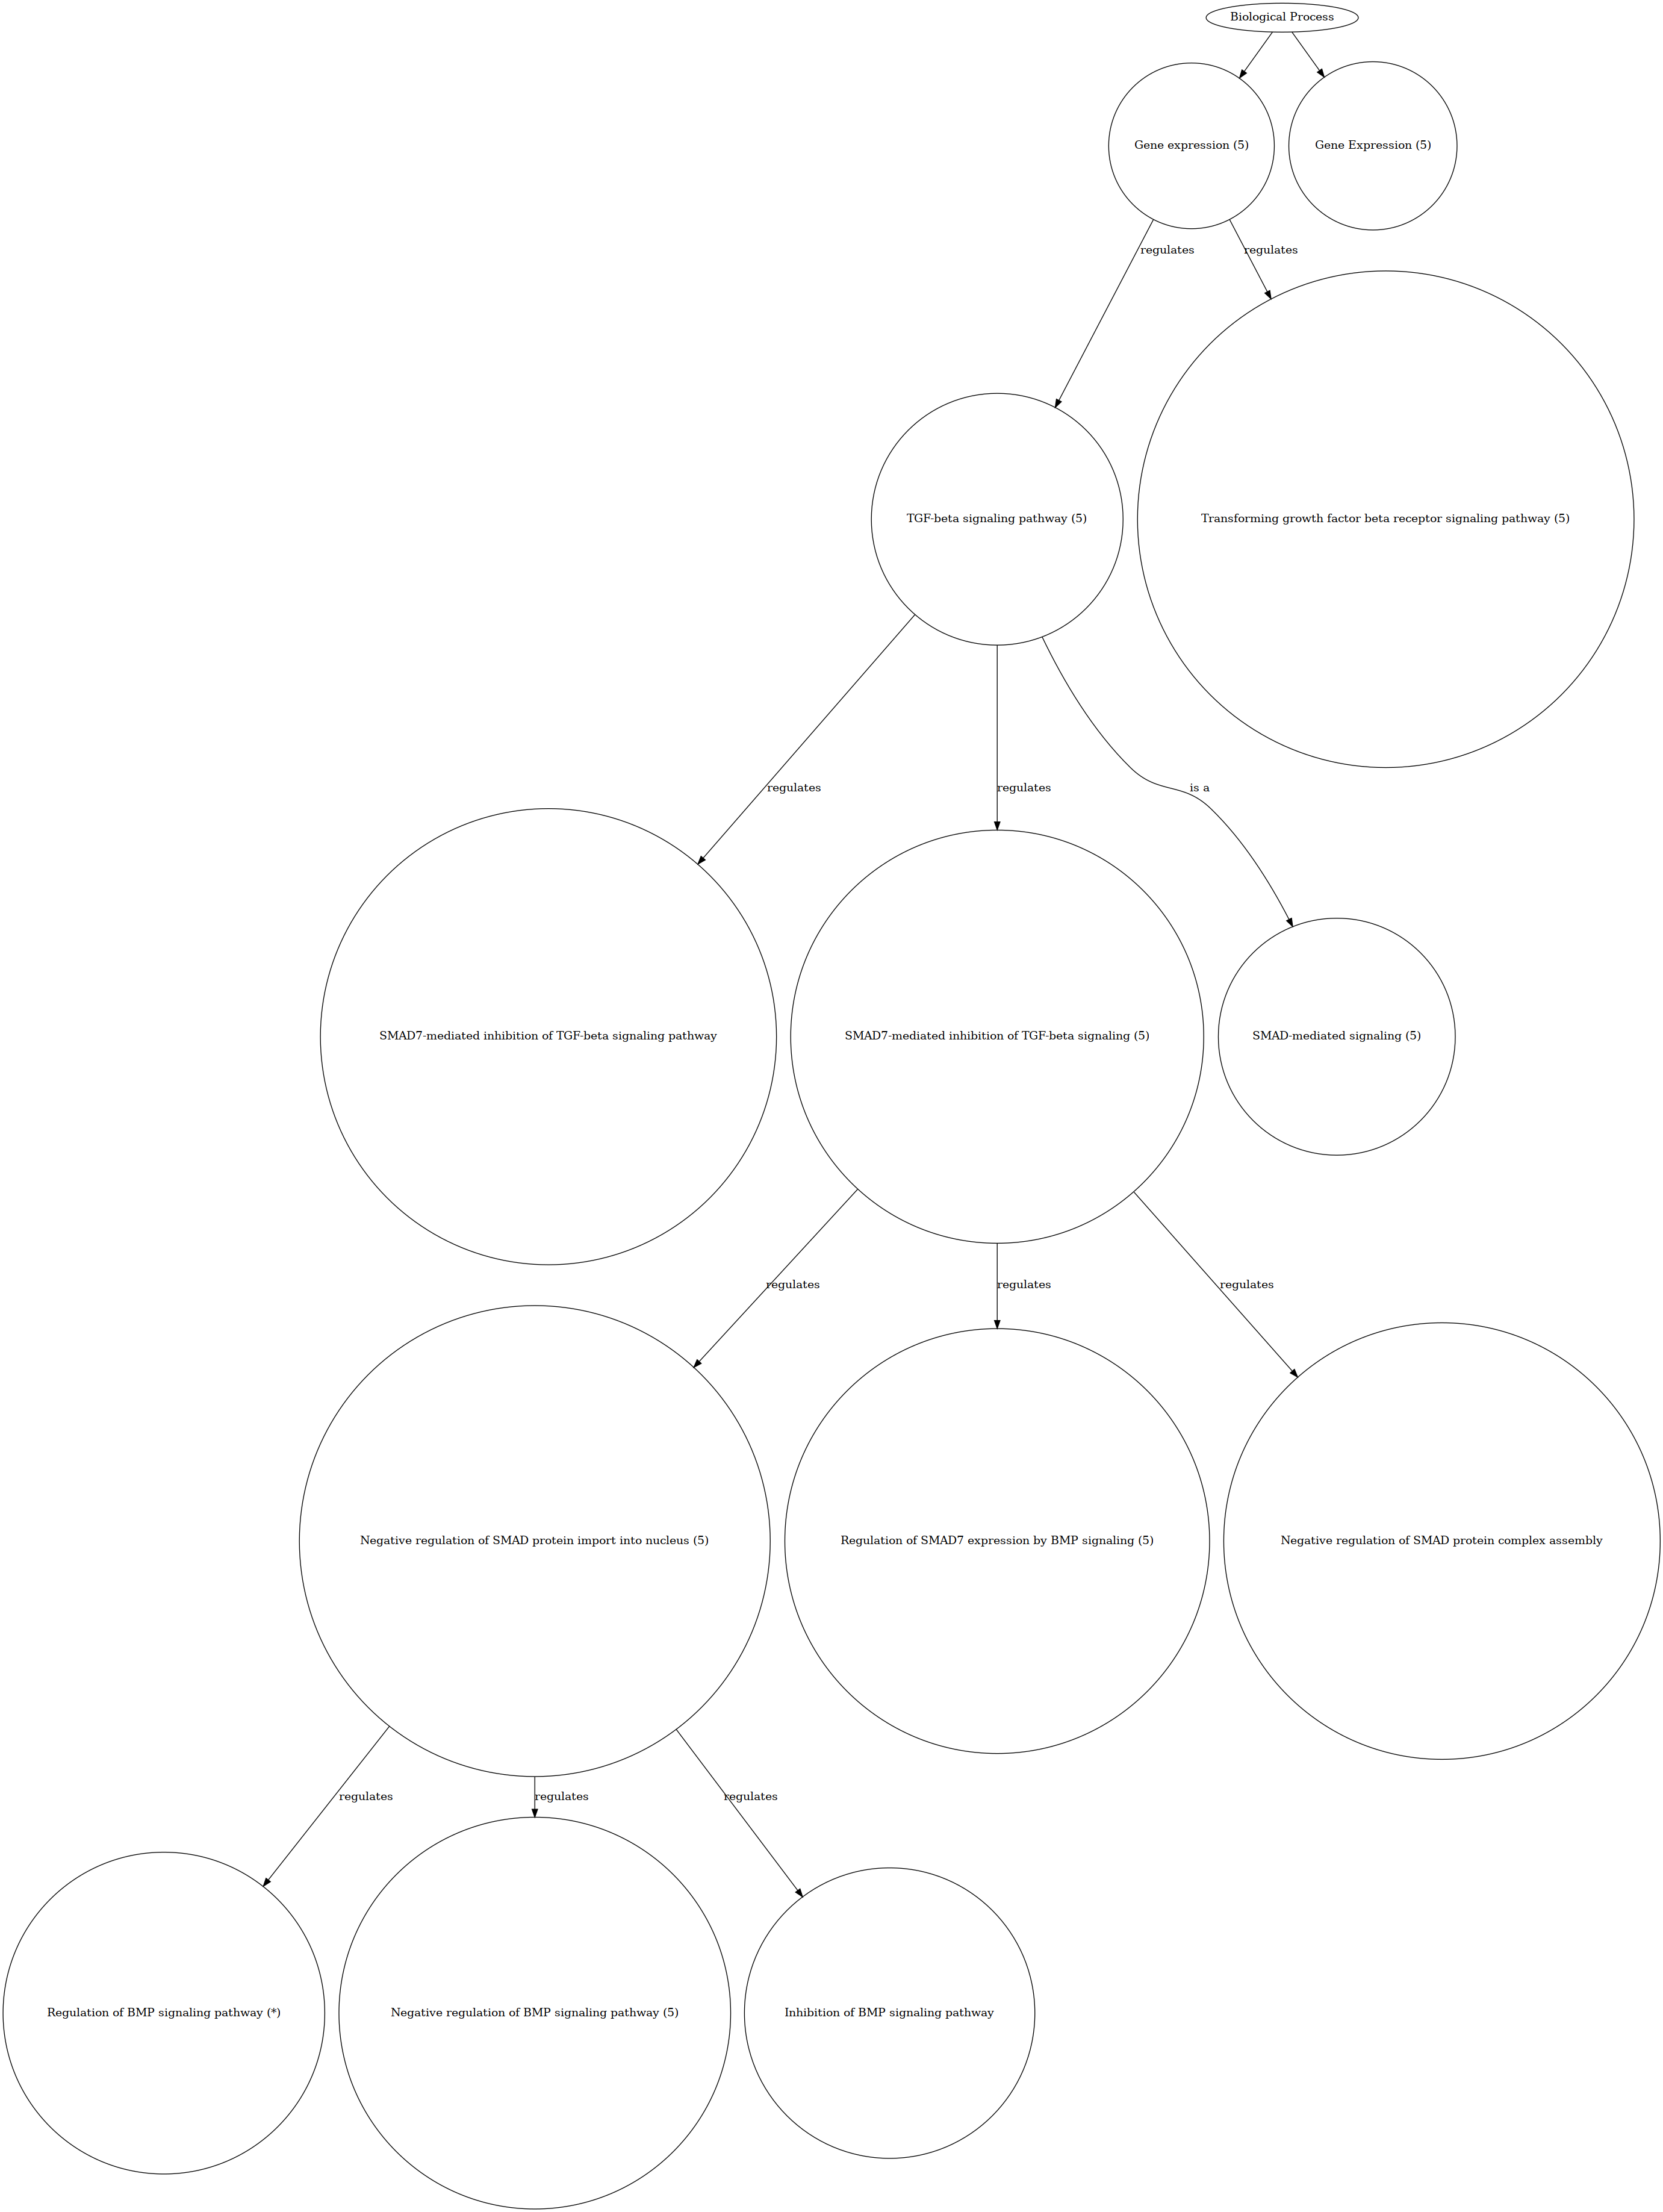 Biological Process
Gene expression (5)
Gene Expression (5)
regulates
regulates
TGF-beta signaling pathway (5)
Transforming growth factor beta receptor signaling pathway (5)
regulates
regulates
is a
SMAD7-mediated inhibition of TGF-beta signaling pathway
SMAD7-mediated inhibition of TGF-beta signaling (5)
SMAD-mediated signaling (5)
regulates
regulates
regulates
Negative regulation of SMAD protein import into nucleus (5)
Regulation of SMAD7 expression by BMP signaling (5)
Negative regulation of SMAD protein complex assembly
regulates
regulates
regulates
Regulation of BMP signaling pathway (*)
Negative regulation of BMP signaling pathway (5)
Inhibition of BMP signaling pathway